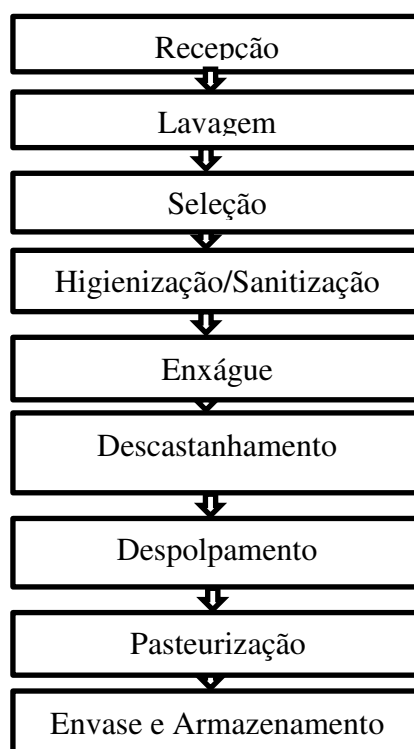 Recepção
Lavagem
Seleção
Higienização/Sanitização
Enxágue
Descastanhamento
Despolpamento
Pasteurização
Envase e Armazenamento